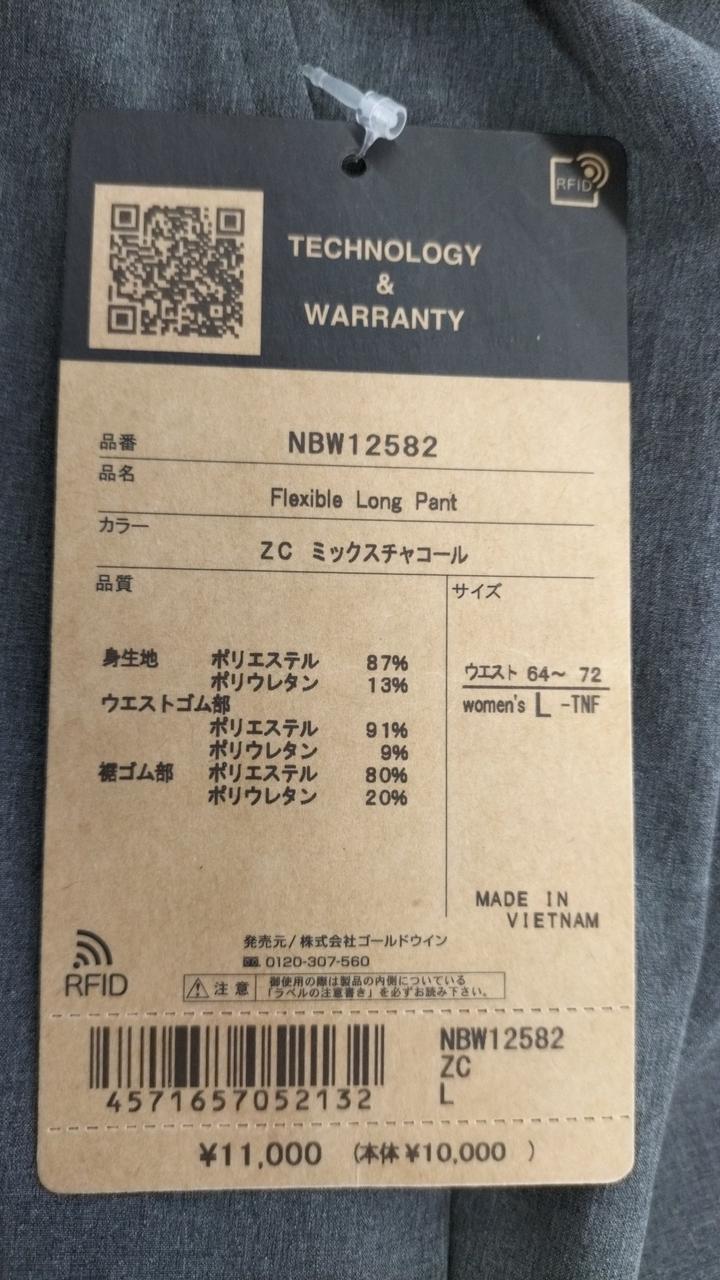 RFID
TECHNOLOGY
&
WARRANTY
品番 NBW12582
品名
Flexible Long Pant
カラー
ZC ミックスチャコール
品質
サイズ
身生地 ポリエステル 87%
ポリウレタン 13%
ウエストゴム部
ポリエステル 91%
ポリウレタン 9%
裾ゴム部 ポリエステル 80%
ポリウレタン 20%
ウエスト 64~ 72
women's L -TNF
MADE IN
VIETNAM
発売元/株式会社ゴールドウイン
0120-307-560
RFID
注意 御使用の際は製品の内側についている
「ラベルの注意書き」を必ずお読み下さい。
4571657052132
NBW12582
ZC
L
¥11,000 (本体¥10,000 )